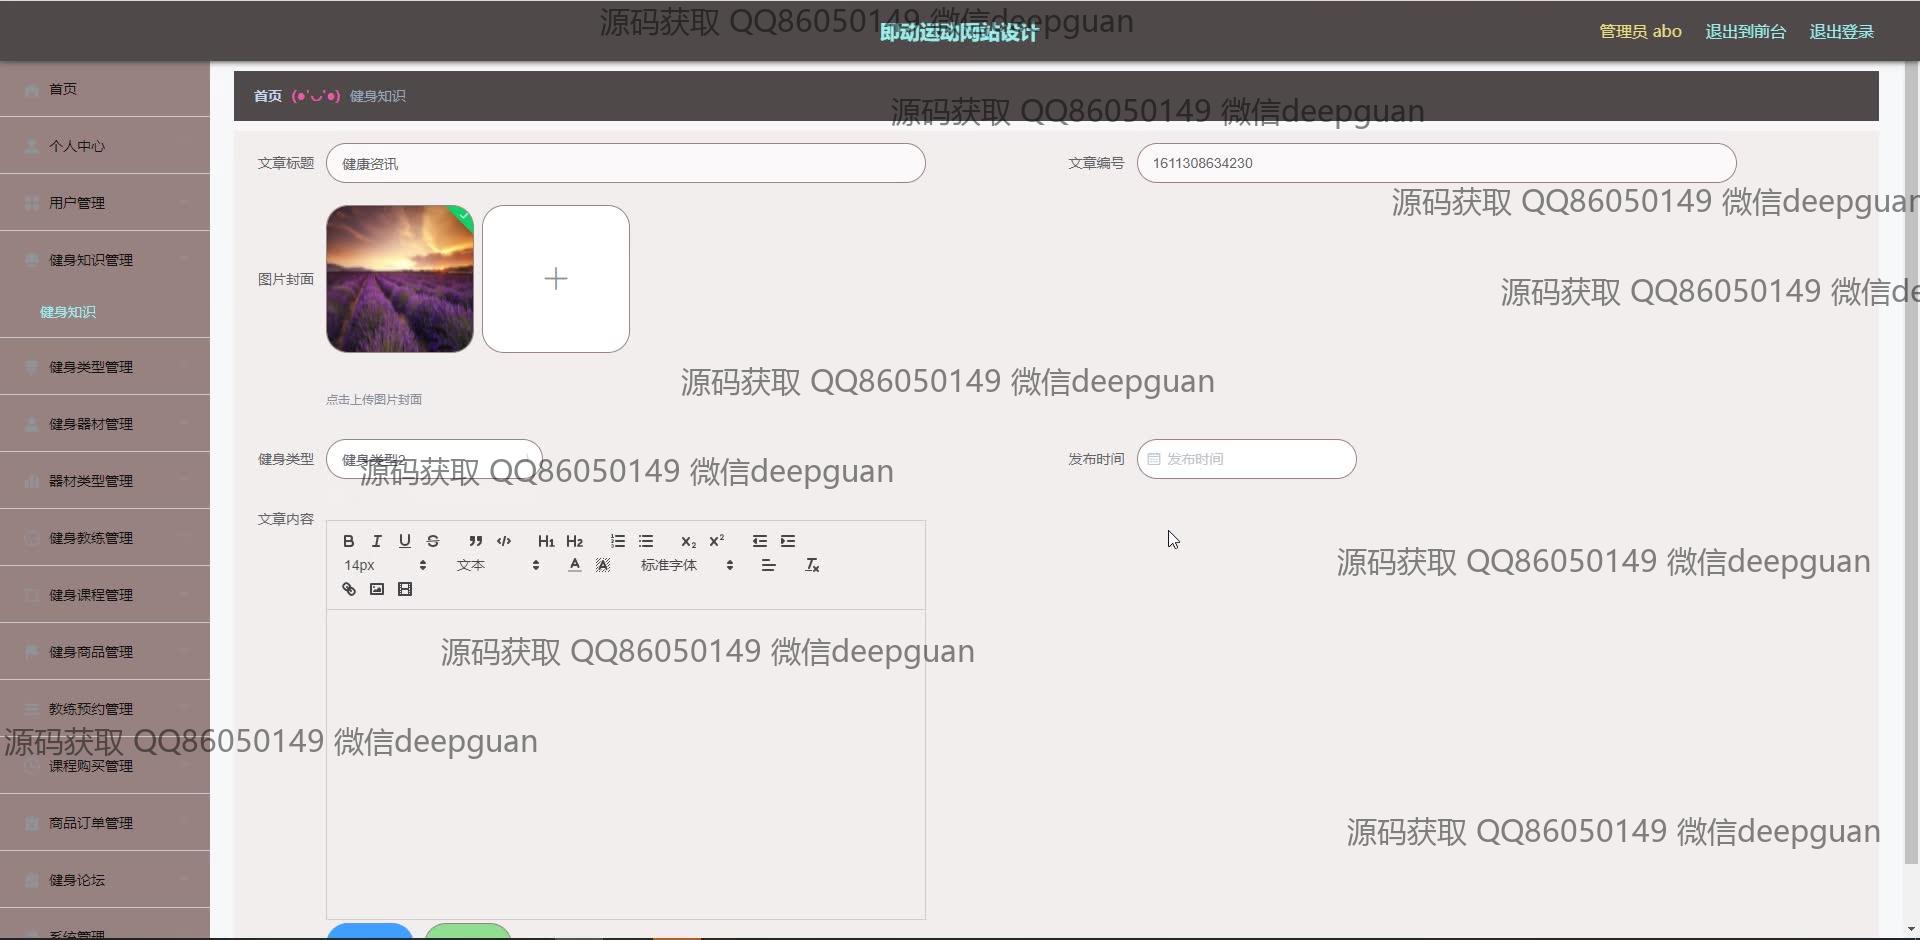 即动运动网站设计
管理员 abo 退出到前台 退出登录
源码获取 QQ86050149 微信deepguan
首页
个人中心
用户管理
健身知识管理
健身知识
健身类型管理
健身器材管理
器材类型管理
健身教练管理
健身课程管理
健身商品管理
教练预约管理
课程购买管理
商品订单管理
健身论坛
系统管理
首页 (●'◡'●) 健身知识
源码获取 QQ86050149 微信deepguan
文章标题 健康资讯
文章编号 1611308634230
源码获取 QQ86050149 微信deepguan
图片封面
源码获取 QQ86050149 微信de
源码获取 QQ86050149 微信deepguan
点击上传图片封面
健身类型 健身类型2
发布时间 发布时间
源码获取 QQ86050149 微信deepguan
文章内容
B I U S H1 H2 X2 X2
14px 文本 A A 标准字体 Tx
源码获取 QQ86050149 微信deepguan
源码获取 QQ86050149 微信deepguan
源码获取 QQ86050149 微信deepguan
源码获取 QQ86050149 微信deepguan